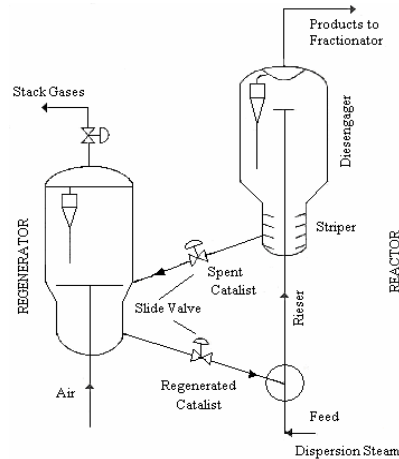 Products to
Fractionator
Stack Gases
Diesengager
REGENERATOR
Striper
REACTOR
Spent
Catalist
Slide Valve
Rieser
Regenerated
Catalist
Air
Feed
Dispersion Steam